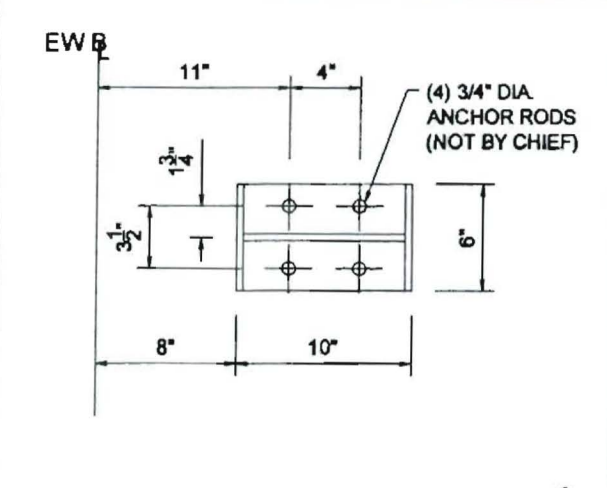 EW BL
11"
4"
(4) 3/4" DIA.
ANCHOR RODS
(NOT BY CHIEF)
1 3/4"
3 1/2"
6"
8"
10"